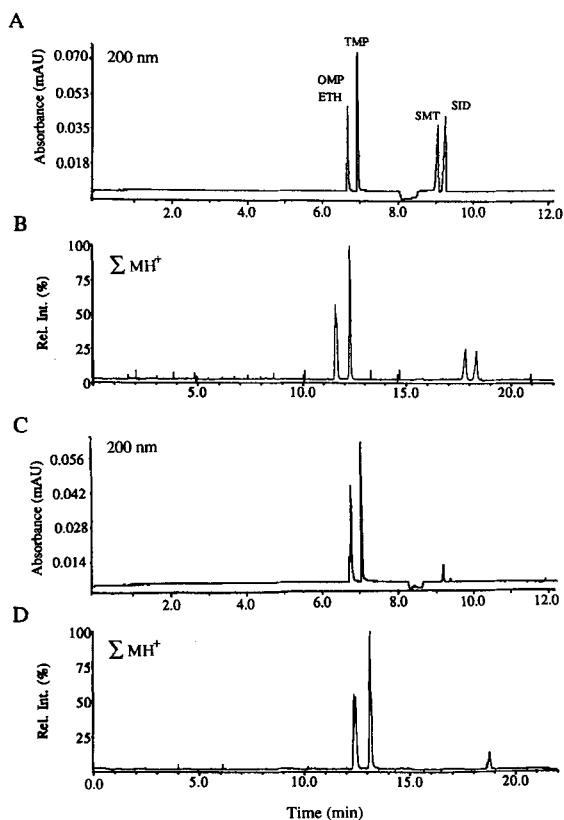 A
200 nm
TMP
OMP
ETH
SMT
SID
Absorbance (mAU)
0.070
0.053
0.035
0.018
2.0 4.0 6.0 8.0 10.0 12.0
B
∑ MH+
Rel. Int. (%)
100
75
50
25
0
5.0 10.0 15.0 20.0
C
200 nm
Absorbance (mAU)
0.056
0.042
0.028
0.014
2.0 4.0 6.0 8.0 10.0 12.0
D
∑ MH+
Rel. Int. (%)
100
75
50
25
0.0 5.0 10.0 15.0 20.0
Time (min)